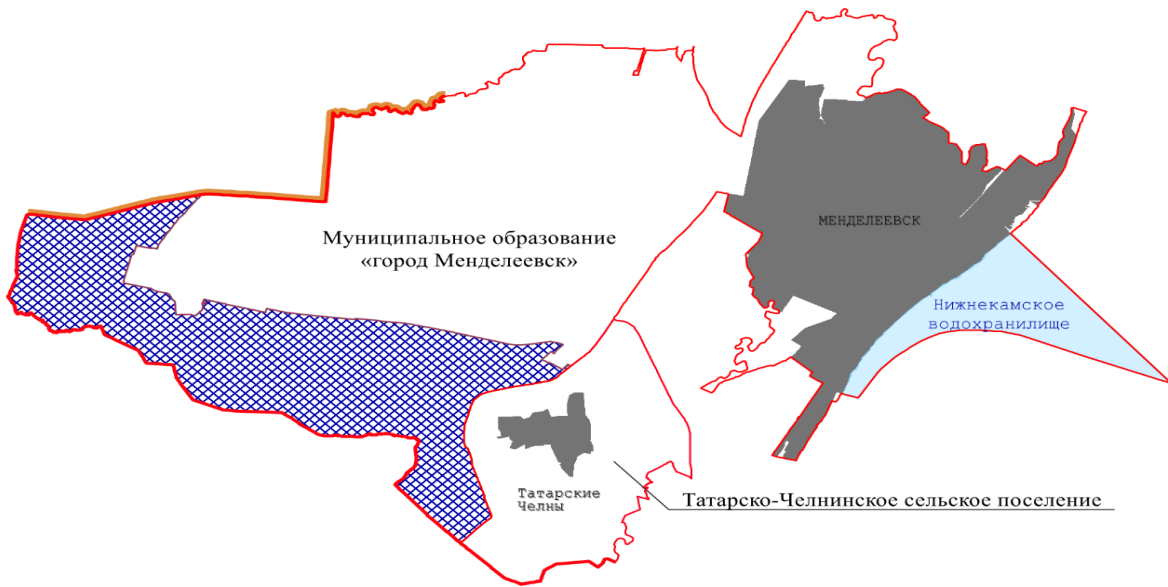 МЕНДЕЛЕЕВСК
Муниципальное образование
«город Менделеевск»
Нижнекамское
водохранилище
Татарские
Челны
Татарско-Челнинское сельское поселение